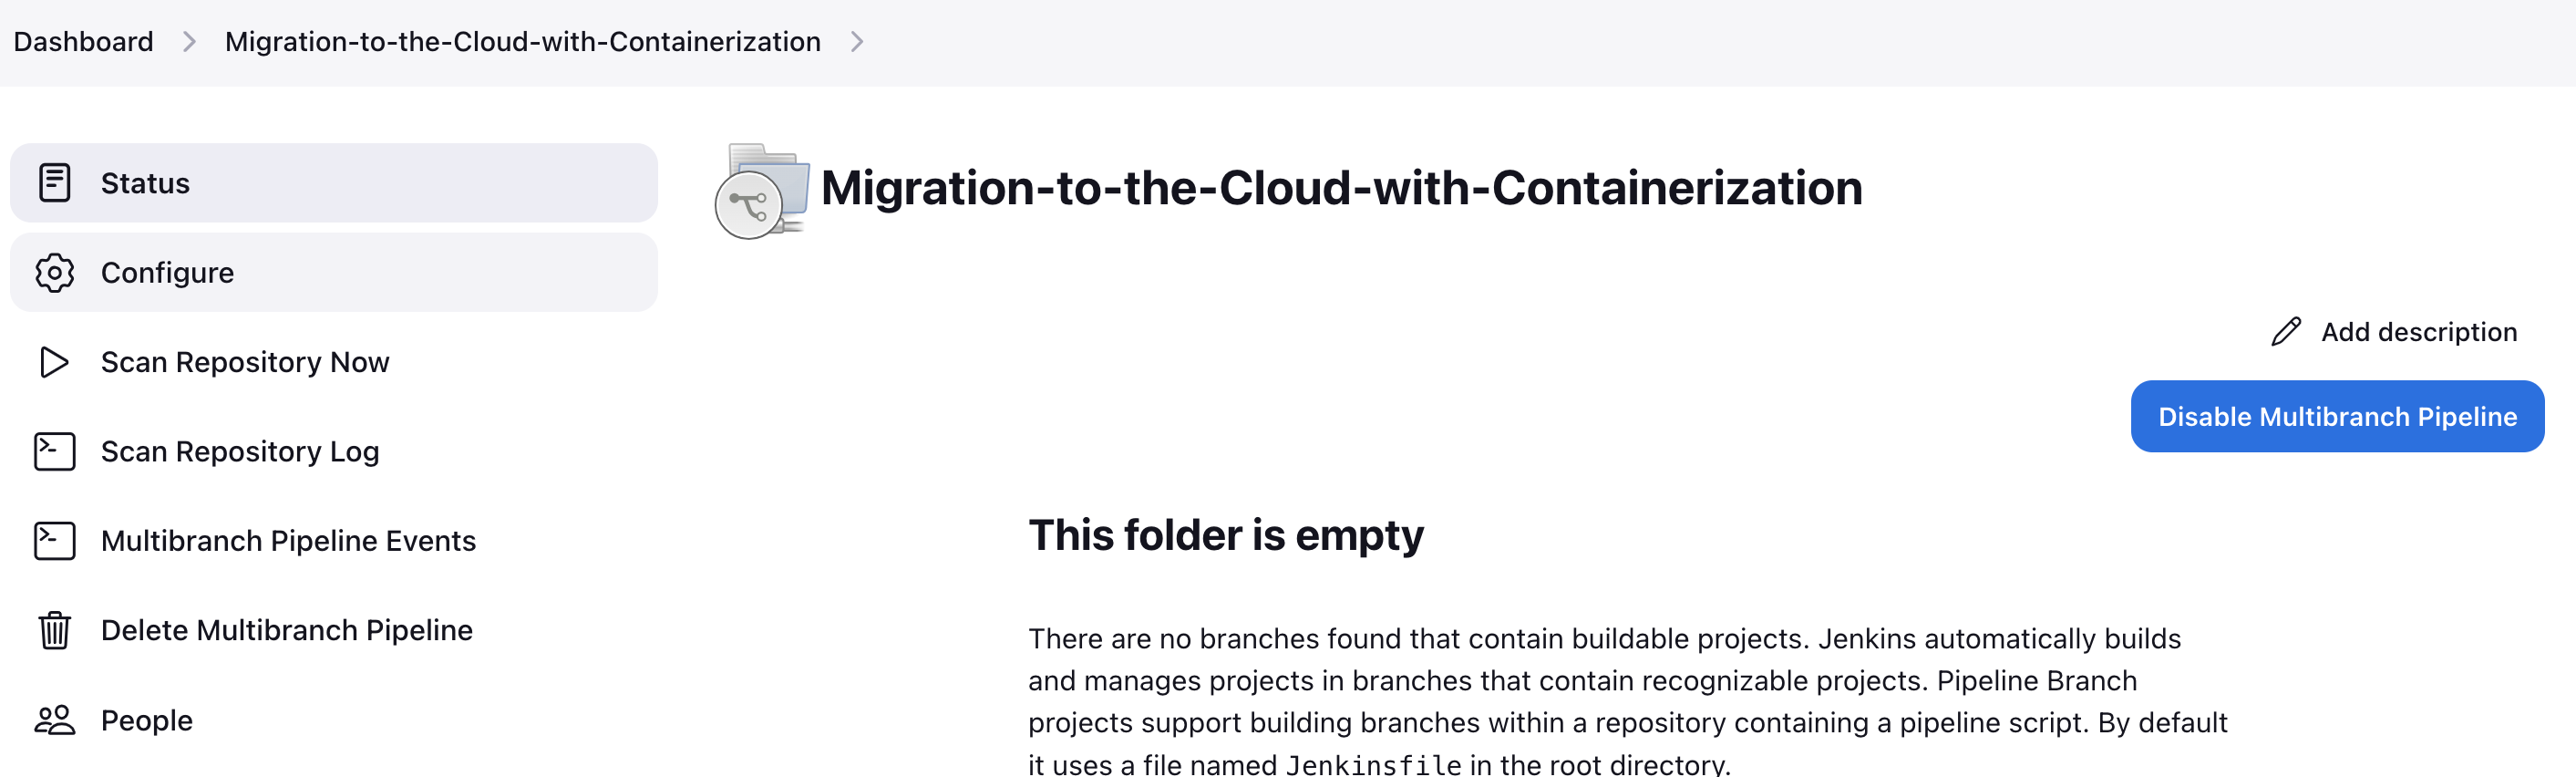 Dashboard > Migration-to-the-Cloud-with-Containerization >
Status
Configure
Scan Repository Now
Scan Repository Log
Multibranch Pipeline Events
Delete Multibranch Pipeline
People
Migration-to-the-Cloud-with-Containerization
Add description
Disable Multibranch Pipeline
This folder is empty
There are no branches found that contain buildable projects. Jenkins automatically builds
and manages projects in branches that contain recognizable projects. Pipeline Branch
projects support building branches within a repository containing a pipeline script. By default
it uses a file named Jenkinsfile in the root directory.